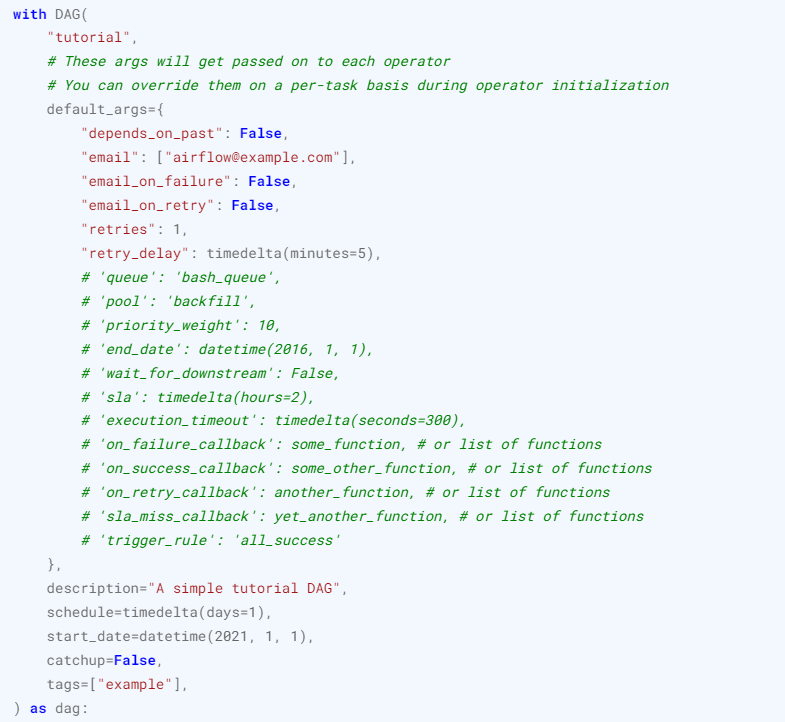 with DAG(
    "tutorial",
    # These args will get passed on to each operator
    # You can override them on a per-task basis during operator initialization
    default_args={
        "depends_on_past": False,
        "email": ["airflow@example.com"],
        "email_on_failure": False,
        "email_on_retry": False,
        "retries": 1,
        "retry_delay": timedelta(minutes=5),
        # 'queue': 'bash_queue',
        # 'pool': 'backfill',
        # 'priority_weight': 10,
        # 'end_date': datetime(2016, 1, 1),
        # 'wait_for_downstream': False,
        # 'sla': timedelta(hours=2),
        # 'execution_timeout': timedelta(seconds=300),
        # 'on_failure_callback': some_function, # or list of functions
        # 'on_success_callback': some_other_function, # or list of functions
        # 'on_retry_callback': another_function, # or list of functions
        # 'sla_miss_callback': yet_another_function, # or list of functions
        # 'trigger_rule': 'all_success'
    },
    description="A simple tutorial DAG",
    schedule=timedelta(days=1),
    start_date=datetime(2021, 1, 1),
    catchup=False,
    tags=["example"],
) as dag: